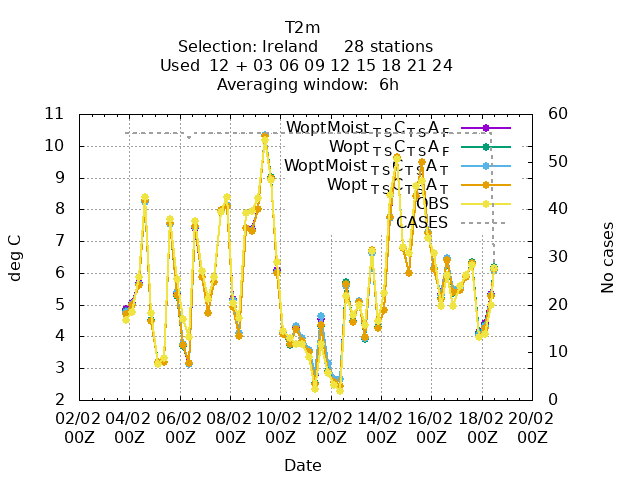 T2m
Selection: Ireland 28 stations
Used 12 + 03 06 09 12 15 18 21 24
Averaging window: 6h
11
10
9
8
7
6
5
4
3
2
deg C
60
50
40
30
20
10
0
No cases
WoptMoist T S C T S A F
Wopt T S C T S A F
WoptMoist T S C T S A T
Wopt T S C T S A T
OBS
CASES
02/02 04/02 06/02 08/02 10/02 12/02 14/02 16/02 18/02 20/02
00Z 00Z 00Z 00Z 00Z 00Z 00Z 00Z 00Z 00Z
Date